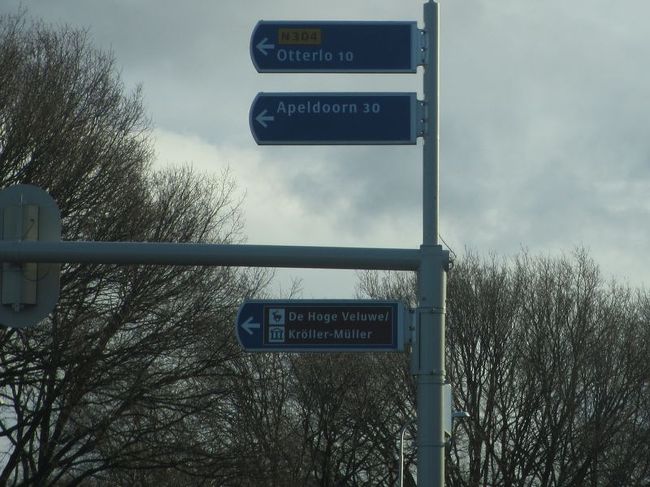 N304
Otterlo 10
Apeldoorn 30
De Hoge Veluwe/
Kröller-Müller